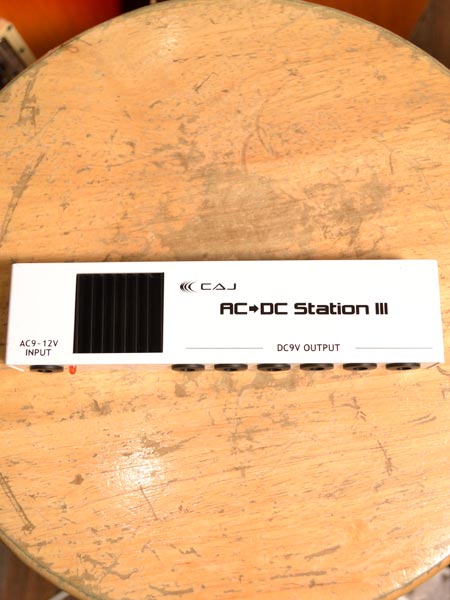 CAJ
AC➡DC Station III
AC9-12V
INPUT
DC9V OUTPUT